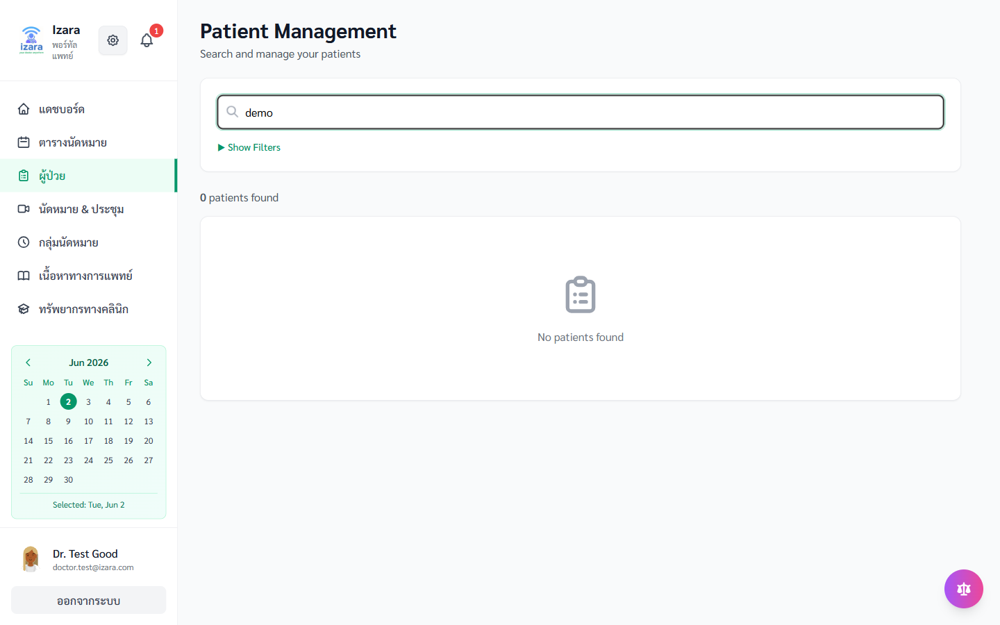 Izara
พอร์ทัล
แพทย์
izara
1
แดชบอร์ด
ตารางนัดหมาย
ผู้ป่วย
นัดหมาย & ประชุม
กลุ่มนัดหมาย
เนื้อหาทางการแพทย์
ทรัพยากรทางคลินิก
Jun 2026
Su Mo Tu We Th Fr Sa
1 2 3 4 5 6
7 8 9 10 11 12 13
14 15 16 17 18 19 20
21 22 23 24 25 26 27
28 29 30
Selected: Tue, Jun 2
Dr. Test Good
doctor.test@izara.com
ออกจากระบบ
Patient Management
Search and manage your patients
demo
▶ Show Filters
0 patients found
No patients found